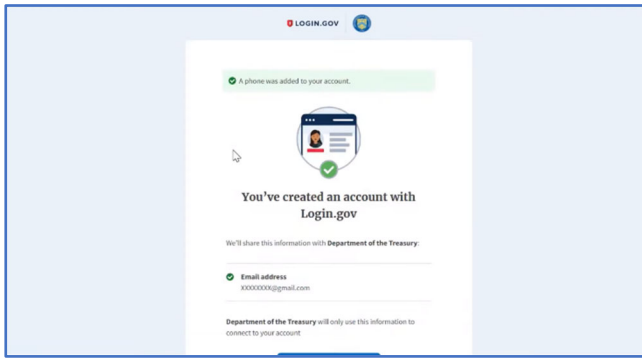 LOGIN.GOV
A phone was added to your account.
You've created an account with
Login.gov
We'll share this information with Department of the Treasury:
Email address
XXXXXXXX@gmail.com
Department of the Treasury will only use this information to
connect to your account